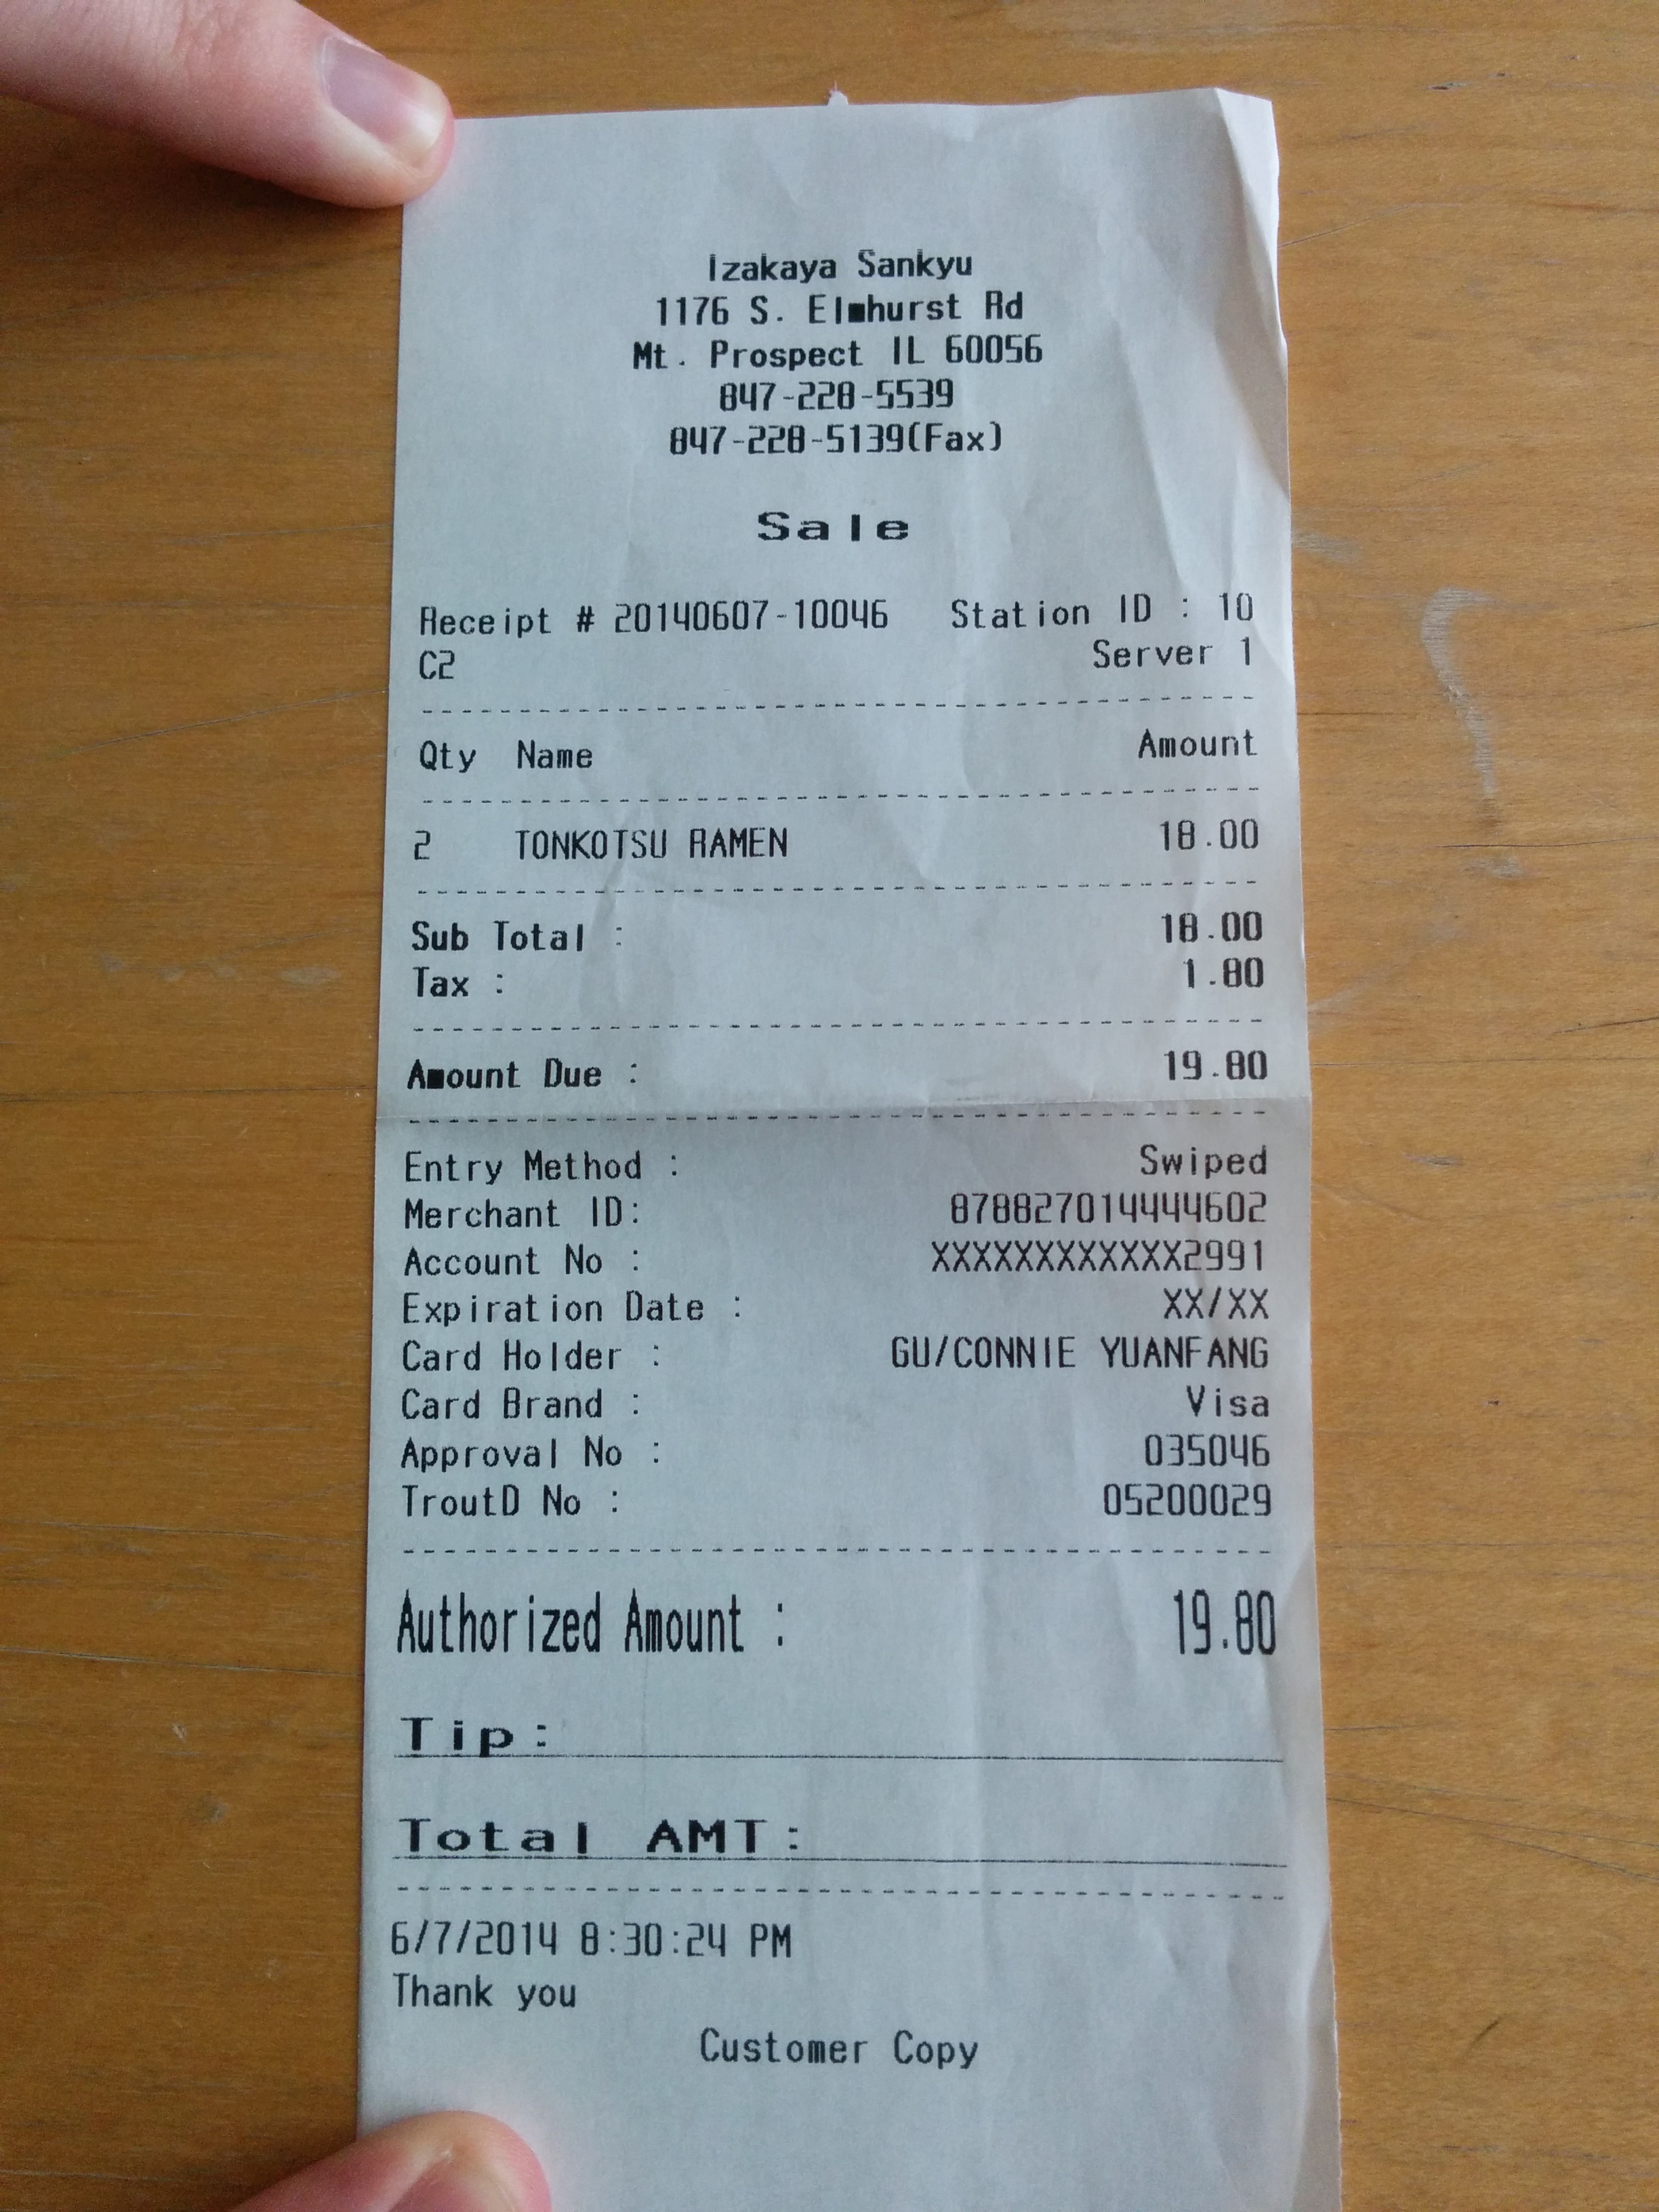 Izakaya Sankyu
1176 S. Elmhurst Rd
Mt. Prospect IL 60056
847-228-5539
847-228-5139(Fax)
Sale
Receipt # 20140607-10046 Station ID : 10
C2 Server 1
Qty Name Amount
2 TONKOTSU RAMEN 18.00
Sub Total : 18.00
Tax : 1.80
Amount Due : 19.80
Entry Method : Swiped
Merchant ID: 878827014444602
Account No : XXXXXXXXXXXX2991
Expiration Date : XX/XX
Card Holder : GU/CONNIE YUANFANG
Card Brand : Visa
Approval No : 035046
TroutD No : 05200029
Authorized Amount : 19.80
Tip:
Total AMT:
6/7/2014 8:30:24 PM
Thank you
Customer Copy